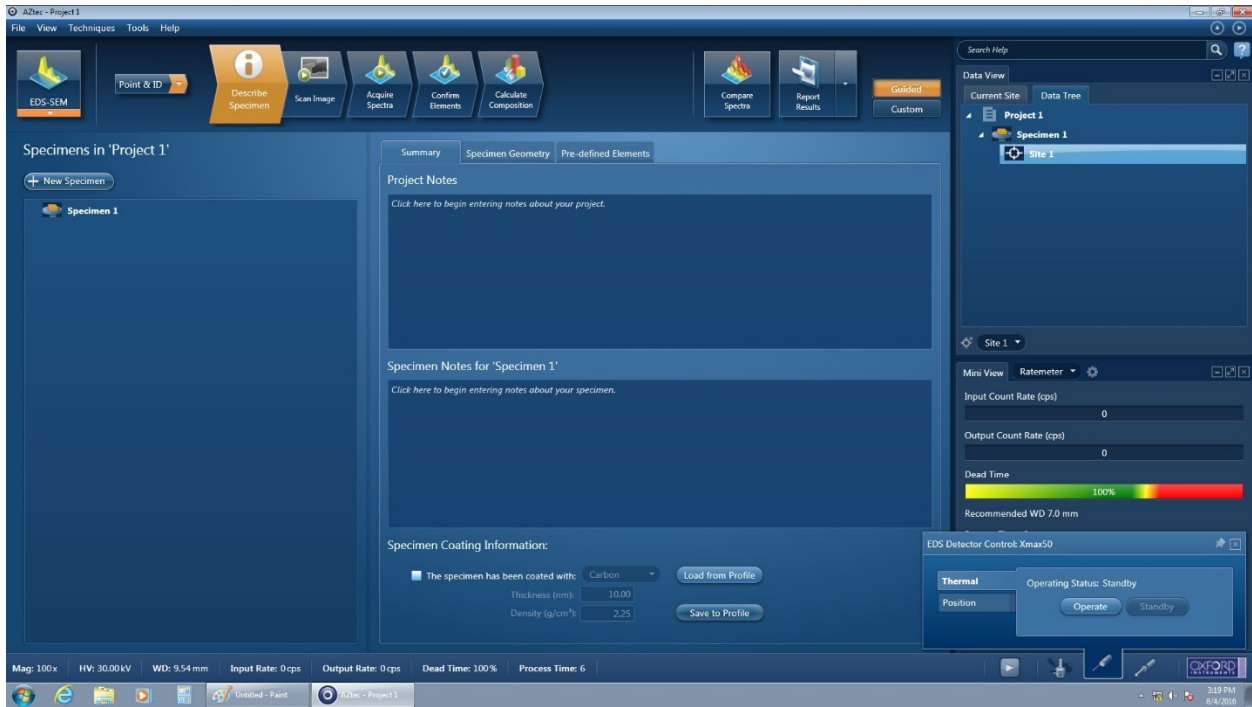 AZtec - Project 1
File View Techniques Tools Help
EDS-SEM
Point & ID
Describe
Specimen
Scan Image
Acquire
Spectra
Confirm
Elements
Calculate
Composition
Compare
Spectra
Report
Results
Guided
Custom
Specimens in 'Project 1'
New Specimen
Specimen 1
Summary Specimen Geometry Pre-defined Elements
Project Notes
Click here to begin entering notes about your project.
Specimen Notes for 'Specimen 1'
Click here to begin entering notes about your specimen.
Specimen Coating Information:
The specimen has been coated with: Carbon Load from Profile
Thickness (nm): 10.00
Density (g/cm³): 2.25 Save to Profile
Search Help
Data View
Current Site Data Tree
Project 1
Specimen 1
Site 1
Site 1
Mini View Ratemeter
Input Count Rate (cps)
0
Output Count Rate (cps)
0
Dead Time
100%
Recommended WD 7.0 mm
EDS Detector Control: Xmax50
Thermal
Position
Operating Status: Standby
Operate Standby
Mag: 100 x HV: 30.00 kV WD: 9.54 mm Input Rate: 0 cps Output Rate: 0 cps Dead Time: 100 % Process Time: 6
OXFORD
INSTRUMENTS
Untitled - Paint
AZtec - Project 1
3:19 PM
8/4/2016